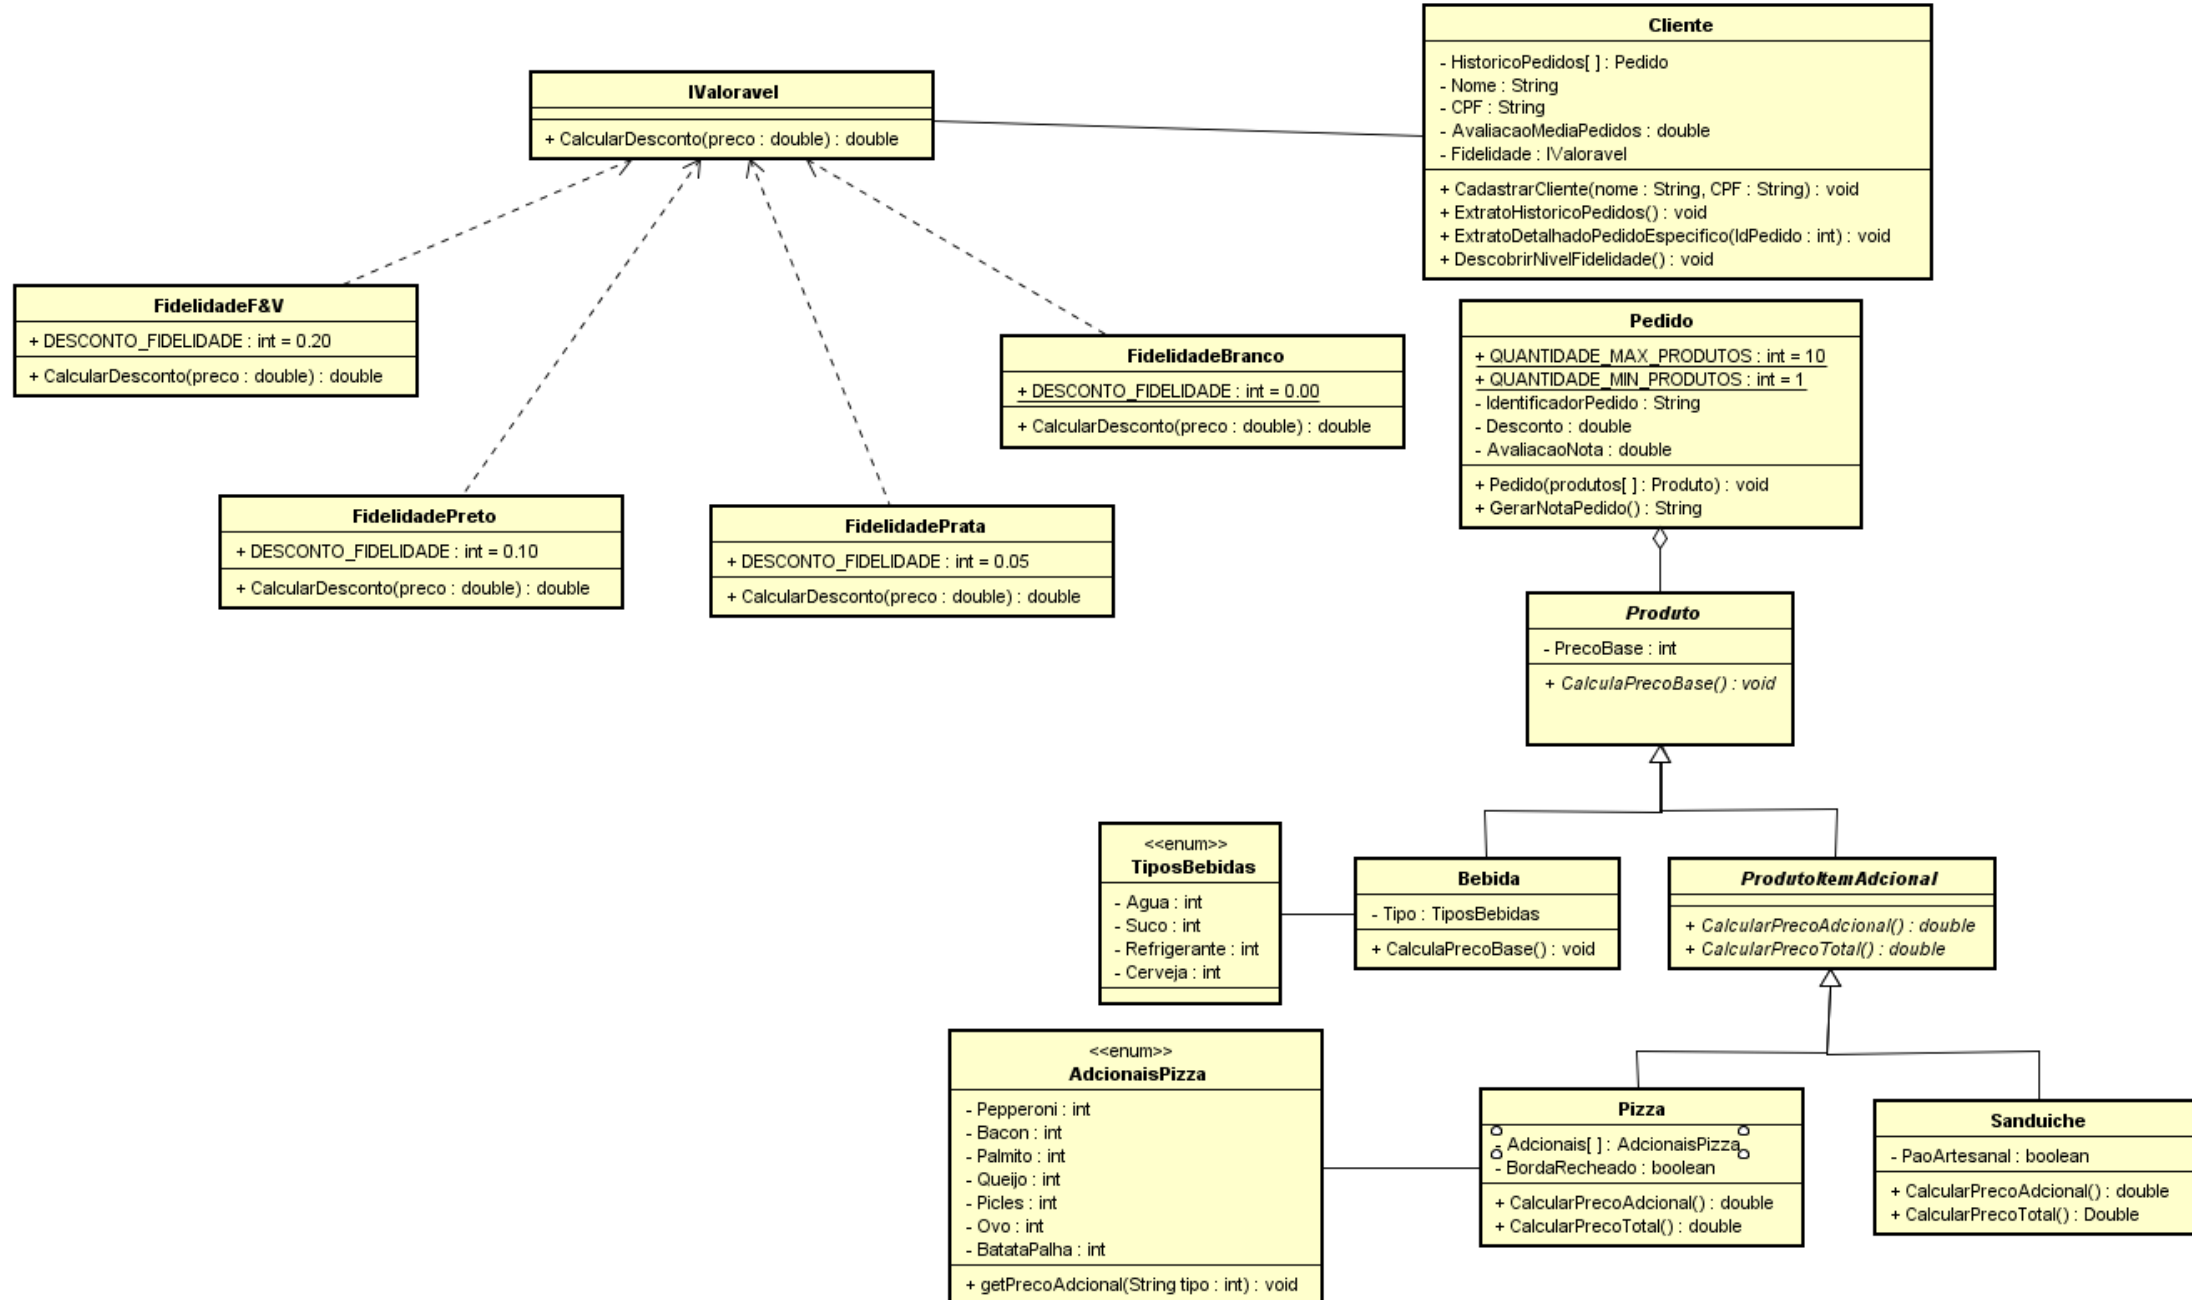 Cliente
- HistoricoPedidos[ ] : Pedido
- Nome : String
- CPF : String
- AvaliacaoMediaPedidos : double
- Fidelidade : IValoravel
+ CadastrarCliente(nome : String, CPF : String) : void
+ ExtratoHistoricoPedidos() : void
+ ExtratoDetalhadoPedidoEspecifico(IdPedido : int) : void
+ DescobrirNivelFidelidade() : void
IValoravel
+ CalcularDesconto(preco : double) : double
FidelidadeF&V
+ DESCONTO_FIDELIDADE : int = 0.20
+ CalcularDesconto(preco : double) : double
FidelidadeBranco
+ DESCONTO_FIDELIDADE : int = 0.00
+ CalcularDesconto(preco : double) : double
Pedido
+ QUANTIDADE_MAX_PRODUTOS : int = 10
+ QUANTIDADE_MIN_PRODUTOS : int = 1
- IdentificadorPedido : String
- Desconto : double
- AvaliacaoNota : double
+ Pedido(produtos[ ] : Produto) : void
+ GerarNotaPedido() : String
FidelidadePreto
+ DESCONTO_FIDELIDADE : int = 0.10
+ CalcularDesconto(preco : double) : double
FidelidadePrata
+ DESCONTO_FIDELIDADE : int = 0.05
+ CalcularDesconto(preco : double) : double
Produto
- PrecoBase : int
+ CalculaPrecoBase() : void
<<enum>>
TiposBebidas
- Agua : int
- Suco : int
- Refrigerante : int
- Cerveja : int
Bebida
- Tipo : TiposBebidas
+ CalculaPrecoBase() : void
ProdutoItemAdcional
+ CalcularPrecoAdcional() : double
+ CalcularPrecoTotal() : double
<<enum>>
AdcionaisPizza
- Pepperoni : int
- Bacon : int
- Palmito : int
- Queijo : int
- Picles : int
- Ovo : int
- BatataPalha : int
+ getPrecoAdcional(String tipo : int) : void
Pizza
- Adcionais[ ] : AdcionaisPizza
- BordaRecheado : boolean
+ CalcularPrecoAdcional() : double
+ CalcularPrecoTotal() : double
Sanduiche
- PaoArtesanal : boolean
+ CalcularPrecoAdcional() : double
+ CalcularPrecoTotal() : Double